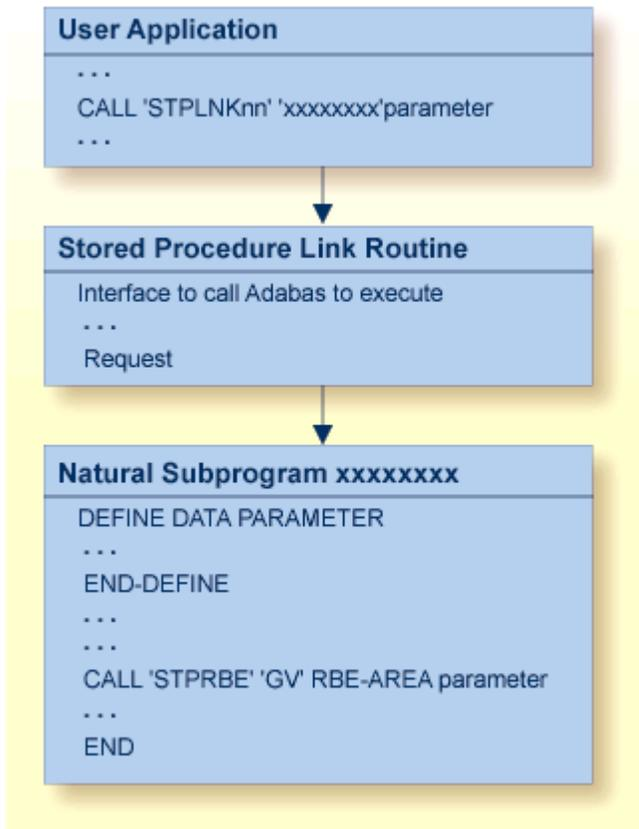 User Application
...
CALL 'STPLNKnn' 'xxxxxxxx'parameter
...
Stored Procedure Link Routine
Interface to call Adabas to execute
...
Request
Natural Subprogram xxxxxxxx
DEFINE DATA PARAMETER
...
END-DEFINE
...
...
CALL 'STPRBE' 'GV' RBE-AREA parameter
...
END